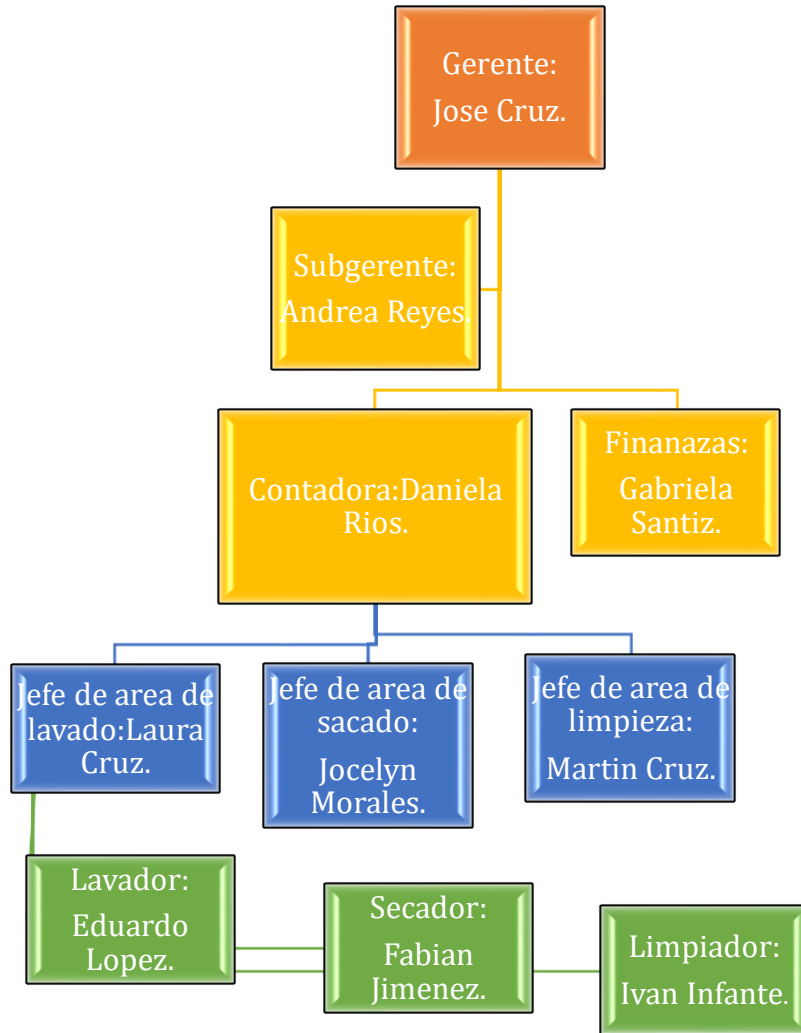 Gerente:
Jose Cruz.
Subgerente:
Andrea Reyes.
Contadora:Daniela
Rios.
Finanazas:
Gabriela
Santiz.
Jefe de area de
lavado:Laura
Cruz.
Jefe de area de
sacado:
Jocelyn
Morales.
Jefe de area de
limpieza:
Martin Cruz.
Lavador:
Eduardo
Lopez.
Secador:
Fabian
Jimenez.
Limpiador:
Ivan Infante.